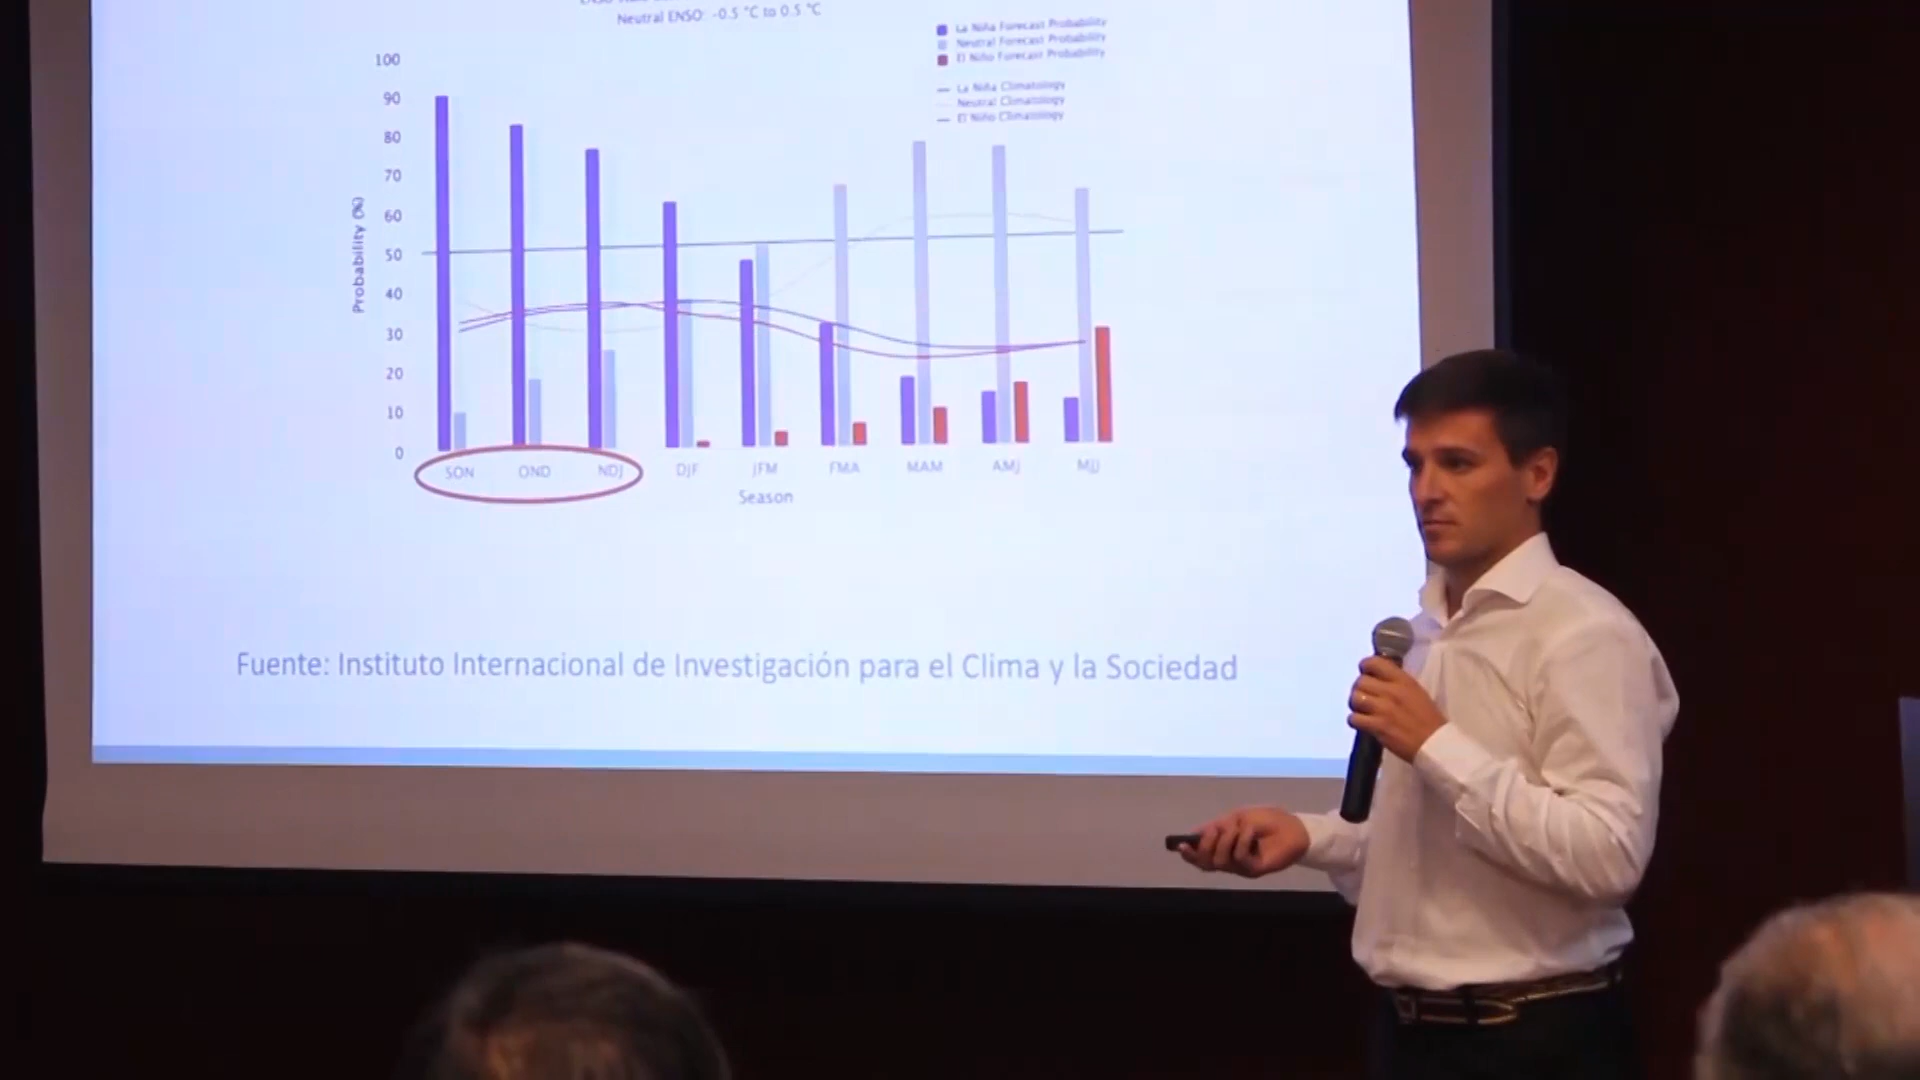 Neutral ENSO: -0.5 °C to 0.5 °C
La Niña Forecast Probability
Neutral Forecast Probability
El Niño Forecast Probability
La Niña Climatology
Neutral Climatology
El Niño Climatology
100
90
80
70
60
50
40
30
20
10
0
Probability (%)
SON
OND
NDJ
DJF
JFM
FMA
MAM
AMJ
MJJ
Season
Fuente: Instituto Internacional de Investigación para el Clima y la Sociedad